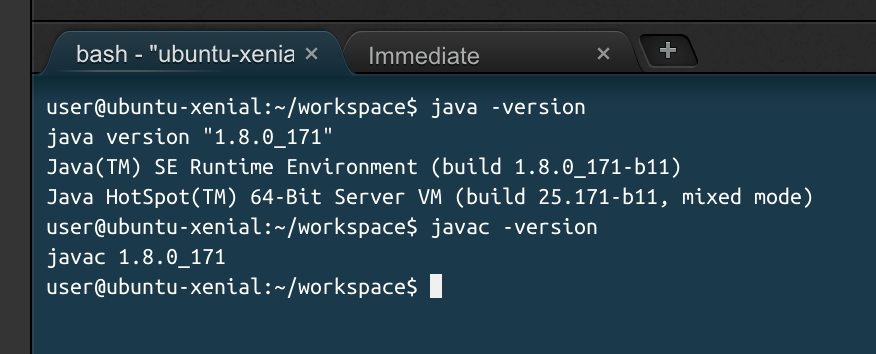 bash - "ubuntu-xenia × Immediate × +
user@ubuntu-xenial:~/workspace$ java -version
java version "1.8.0_171"
Java(TM) SE Runtime Environment (build 1.8.0_171-b11)
Java HotSpot(TM) 64-Bit Server VM (build 25.171-b11, mixed mode)
user@ubuntu-xenial:~/workspace$ javac -version
javac 1.8.0_171
user@ubuntu-xenial:~/workspace$